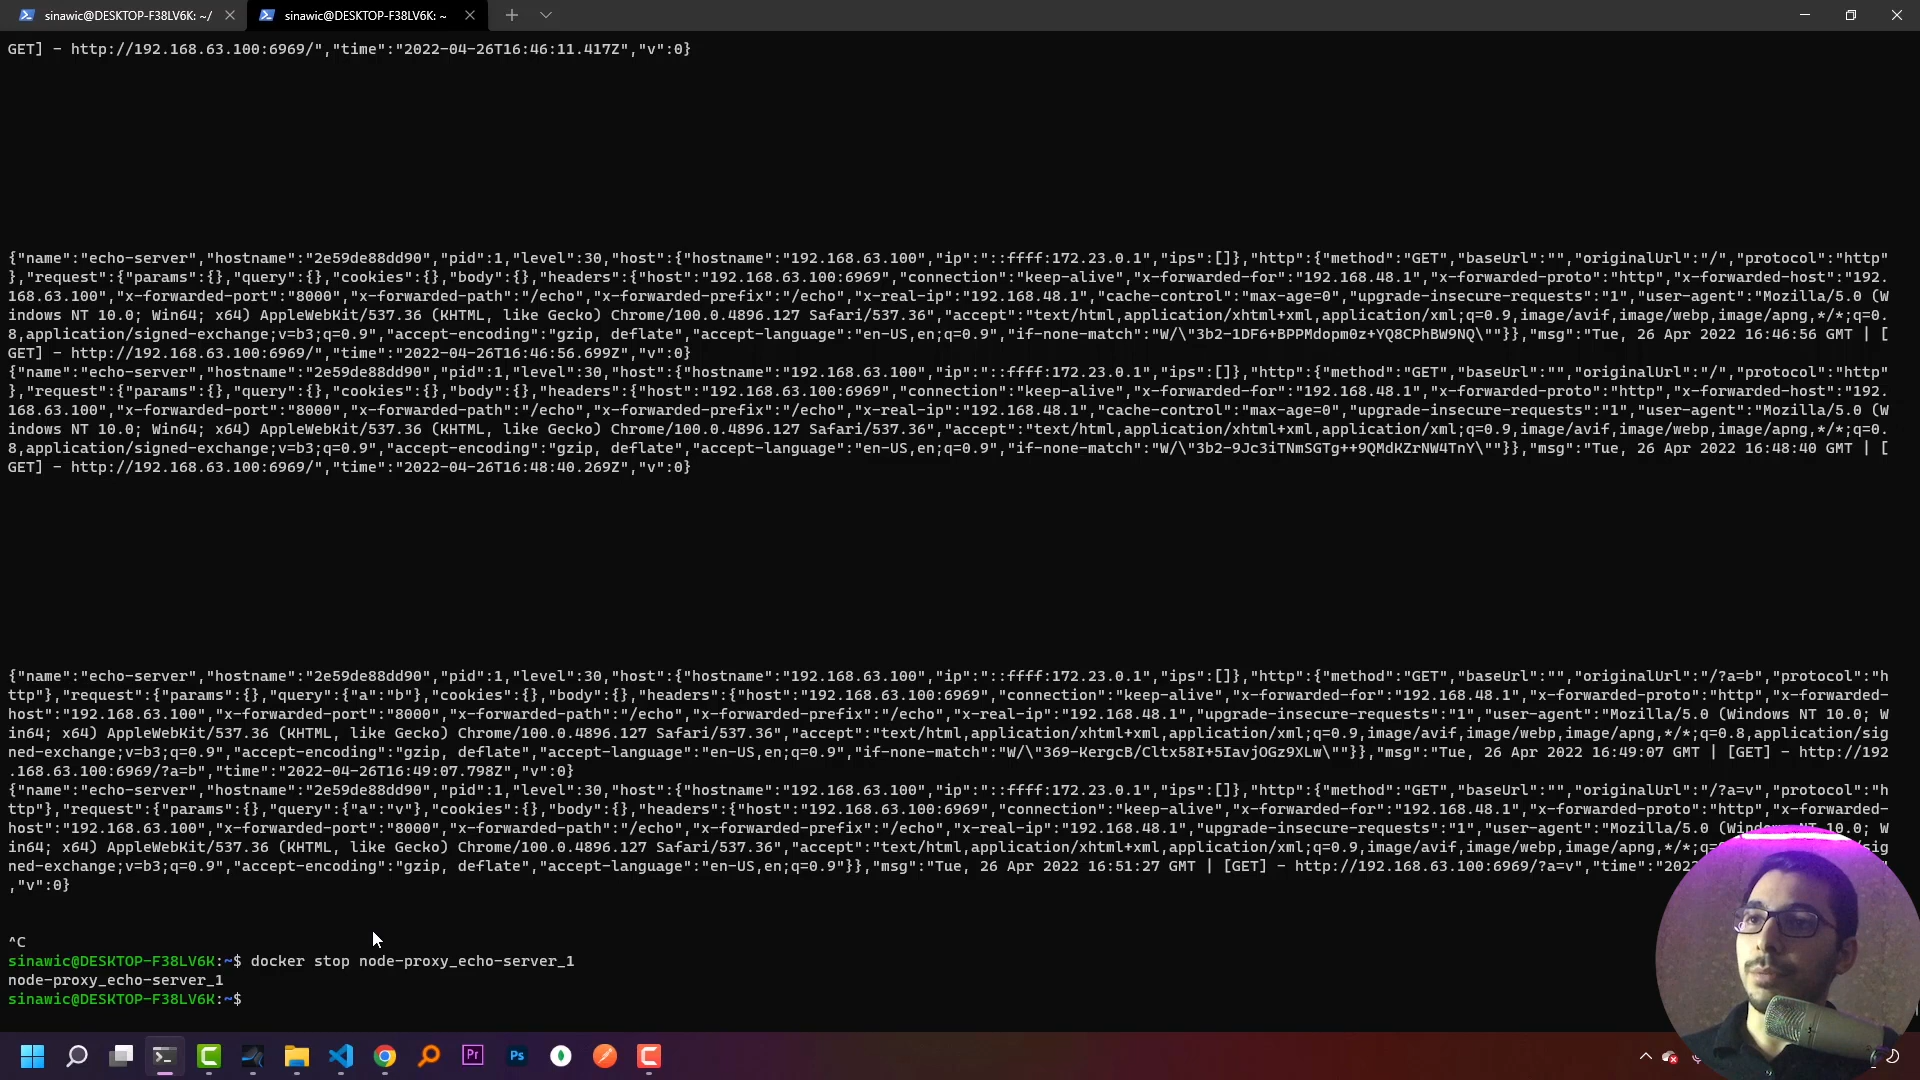 sinawic@DESKTOP-F38LV6K: ~/
sinawic@DESKTOP-F38LV6K: ~
GET] - http://192.168.63.100:6969/","time":"2022-04-26T16:46:11.417Z","v":0}
{"name":"echo-server","hostname":"2e59de88dd90","pid":1,"level":30,"host":{"hostname":"192.168.63.100","ip":"::ffff:172.23.0.1","ips":[]},"http":{"method":"GET","baseUrl":"","originalUrl":"/","protocol":"http"
},"request":{"params":{},"query":{},"cookies":{},"body":{},"headers":{"host":"192.168.63.100:6969","connection":"keep-alive","x-forwarded-for":"192.168.48.1","x-forwarded-proto":"http","x-forwarded-host":"192.
168.63.100","x-forwarded-port":"8000","x-forwarded-path":"/echo","x-forwarded-prefix":"/echo","x-real-ip":"192.168.48.1","cache-control":"max-age=0","upgrade-insecure-requests":"1","user-agent":"Mozilla/5.0 (W
indows NT 10.0; Win64; x64) AppleWebKit/537.36 (KHTML, like Gecko) Chrome/100.0.4896.127 Safari/537.36","accept":"text/html,application/xhtml+xml,application/xml;q=0.9,image/avif,image/webp,image/apng,*/*;q=0.
8,application/signed-exchange;v=b3;q=0.9","accept-encoding":"gzip, deflate","accept-language":"en-US,en;q=0.9","if-none-match":"W/\"3b2-1DF6+BPPMdopm0z+YQ8CPhBW9NQ\""}},"msg":"Tue, 26 Apr 2022 16:46:56 GMT | [
GET] - http://192.168.63.100:6969/","time":"2022-04-26T16:46:56.699Z","v":0}
{"name":"echo-server","hostname":"2e59de88dd90","pid":1,"level":30,"host":{"hostname":"192.168.63.100","ip":"::ffff:172.23.0.1","ips":[]},"http":{"method":"GET","baseUrl":"","originalUrl":"/","protocol":"http"
},"request":{"params":{},"query":{},"cookies":{},"body":{},"headers":{"host":"192.168.63.100:6969","connection":"keep-alive","x-forwarded-for":"192.168.48.1","x-forwarded-proto":"http","x-forwarded-host":"192.
168.63.100","x-forwarded-port":"8000","x-forwarded-path":"/echo","x-forwarded-prefix":"/echo","x-real-ip":"192.168.48.1","cache-control":"max-age=0","upgrade-insecure-requests":"1","user-agent":"Mozilla/5.0 (W
indows NT 10.0; Win64; x64) AppleWebKit/537.36 (KHTML, like Gecko) Chrome/100.0.4896.127 Safari/537.36","accept":"text/html,application/xhtml+xml,application/xml;q=0.9,image/avif,image/webp,image/apng,*/*;q=0.
8,application/signed-exchange;v=b3;q=0.9","accept-encoding":"gzip, deflate","accept-language":"en-US,en;q=0.9","if-none-match":"W/\"3b2-9Jc3iTNmSGTg++9QMdKZrNW4TnY\""}},"msg":"Tue, 26 Apr 2022 16:48:40 GMT | [
GET] - http://192.168.63.100:6969/","time":"2022-04-26T16:48:40.269Z","v":0}
{"name":"echo-server","hostname":"2e59de88dd90","pid":1,"level":30,"host":{"hostname":"192.168.63.100","ip":"::ffff:172.23.0.1","ips":[]},"http":{"method":"GET","baseUrl":"","originalUrl":"/?a=b","protocol":"h
ttp"},"request":{"params":{},"query":{"a":"b"},"cookies":{},"body":{},"headers":{"host":"192.168.63.100:6969","connection":"keep-alive","x-forwarded-for":"192.168.48.1","x-forwarded-proto":"http","x-forwarded-
host":"192.168.63.100","x-forwarded-port":"8000","x-forwarded-path":"/echo","x-forwarded-prefix":"/echo","x-real-ip":"192.168.48.1","upgrade-insecure-requests":"1","user-agent":"Mozilla/5.0 (Windows NT 10.0; W
in64; x64) AppleWebKit/537.36 (KHTML, like Gecko) Chrome/100.0.4896.127 Safari/537.36","accept":"text/html,application/xhtml+xml,application/xml;q=0.9,image/avif,image/webp,image/apng,*/*;q=0.8,application/sig
ned-exchange;v=b3;q=0.9","accept-encoding":"gzip, deflate","accept-language":"en-US,en;q=0.9","if-none-match":"W/\"369-KergcB/Cltx58I+5IavjOGz9XLw\""}},"msg":"Tue, 26 Apr 2022 16:49:07 GMT | [GET] - http://192
.168.63.100:6969/?a=b","time":"2022-04-26T16:49:07.798Z","v":0}
{"name":"echo-server","hostname":"2e59de88dd90","pid":1,"level":30,"host":{"hostname":"192.168.63.100","ip":"::ffff:172.23.0.1","ips":[]},"http":{"method":"GET","baseUrl":"","originalUrl":"/?a=v","protocol":"h
ttp"},"request":{"params":{},"query":{"a":"v"},"cookies":{},"body":{},"headers":{"host":"192.168.63.100:6969","connection":"keep-alive","x-forwarded-for":"192.168.48.1","x-forwarded-proto":"http","x-forwarded-
host":"192.168.63.100","x-forwarded-port":"8000","x-forwarded-path":"/echo","x-forwarded-prefix":"/echo","x-real-ip":"192.168.48.1","upgrade-insecure-requests":"1","user-agent":"Mozilla/5.0 (Windows NT 10.0; W
in64; x64) AppleWebKit/537.36 (KHTML, like Gecko) Chrome/100.0.4896.127 Safari/537.36","accept":"text/html,application/xhtml+xml,application/xml;q=0.9,image/avif,image/webp,image/apng,*/*;q=
ned-exchange;v=b3;q=0.9","accept-encoding":"gzip, deflate","accept-language":"en-US,en;q=0.9"}},"msg":"Tue, 26 Apr 2022 16:51:27 GMT | [GET] - http://192.168.63.100:6969/?a=v","time":"
,"v":0}
^C
sinawic@DESKTOP-F38LV6K:~$ docker stop node-proxy_echo-server_1
node-proxy_echo-server_1
sinawic@DESKTOP-F38LV6K:~$
Pr
Ps